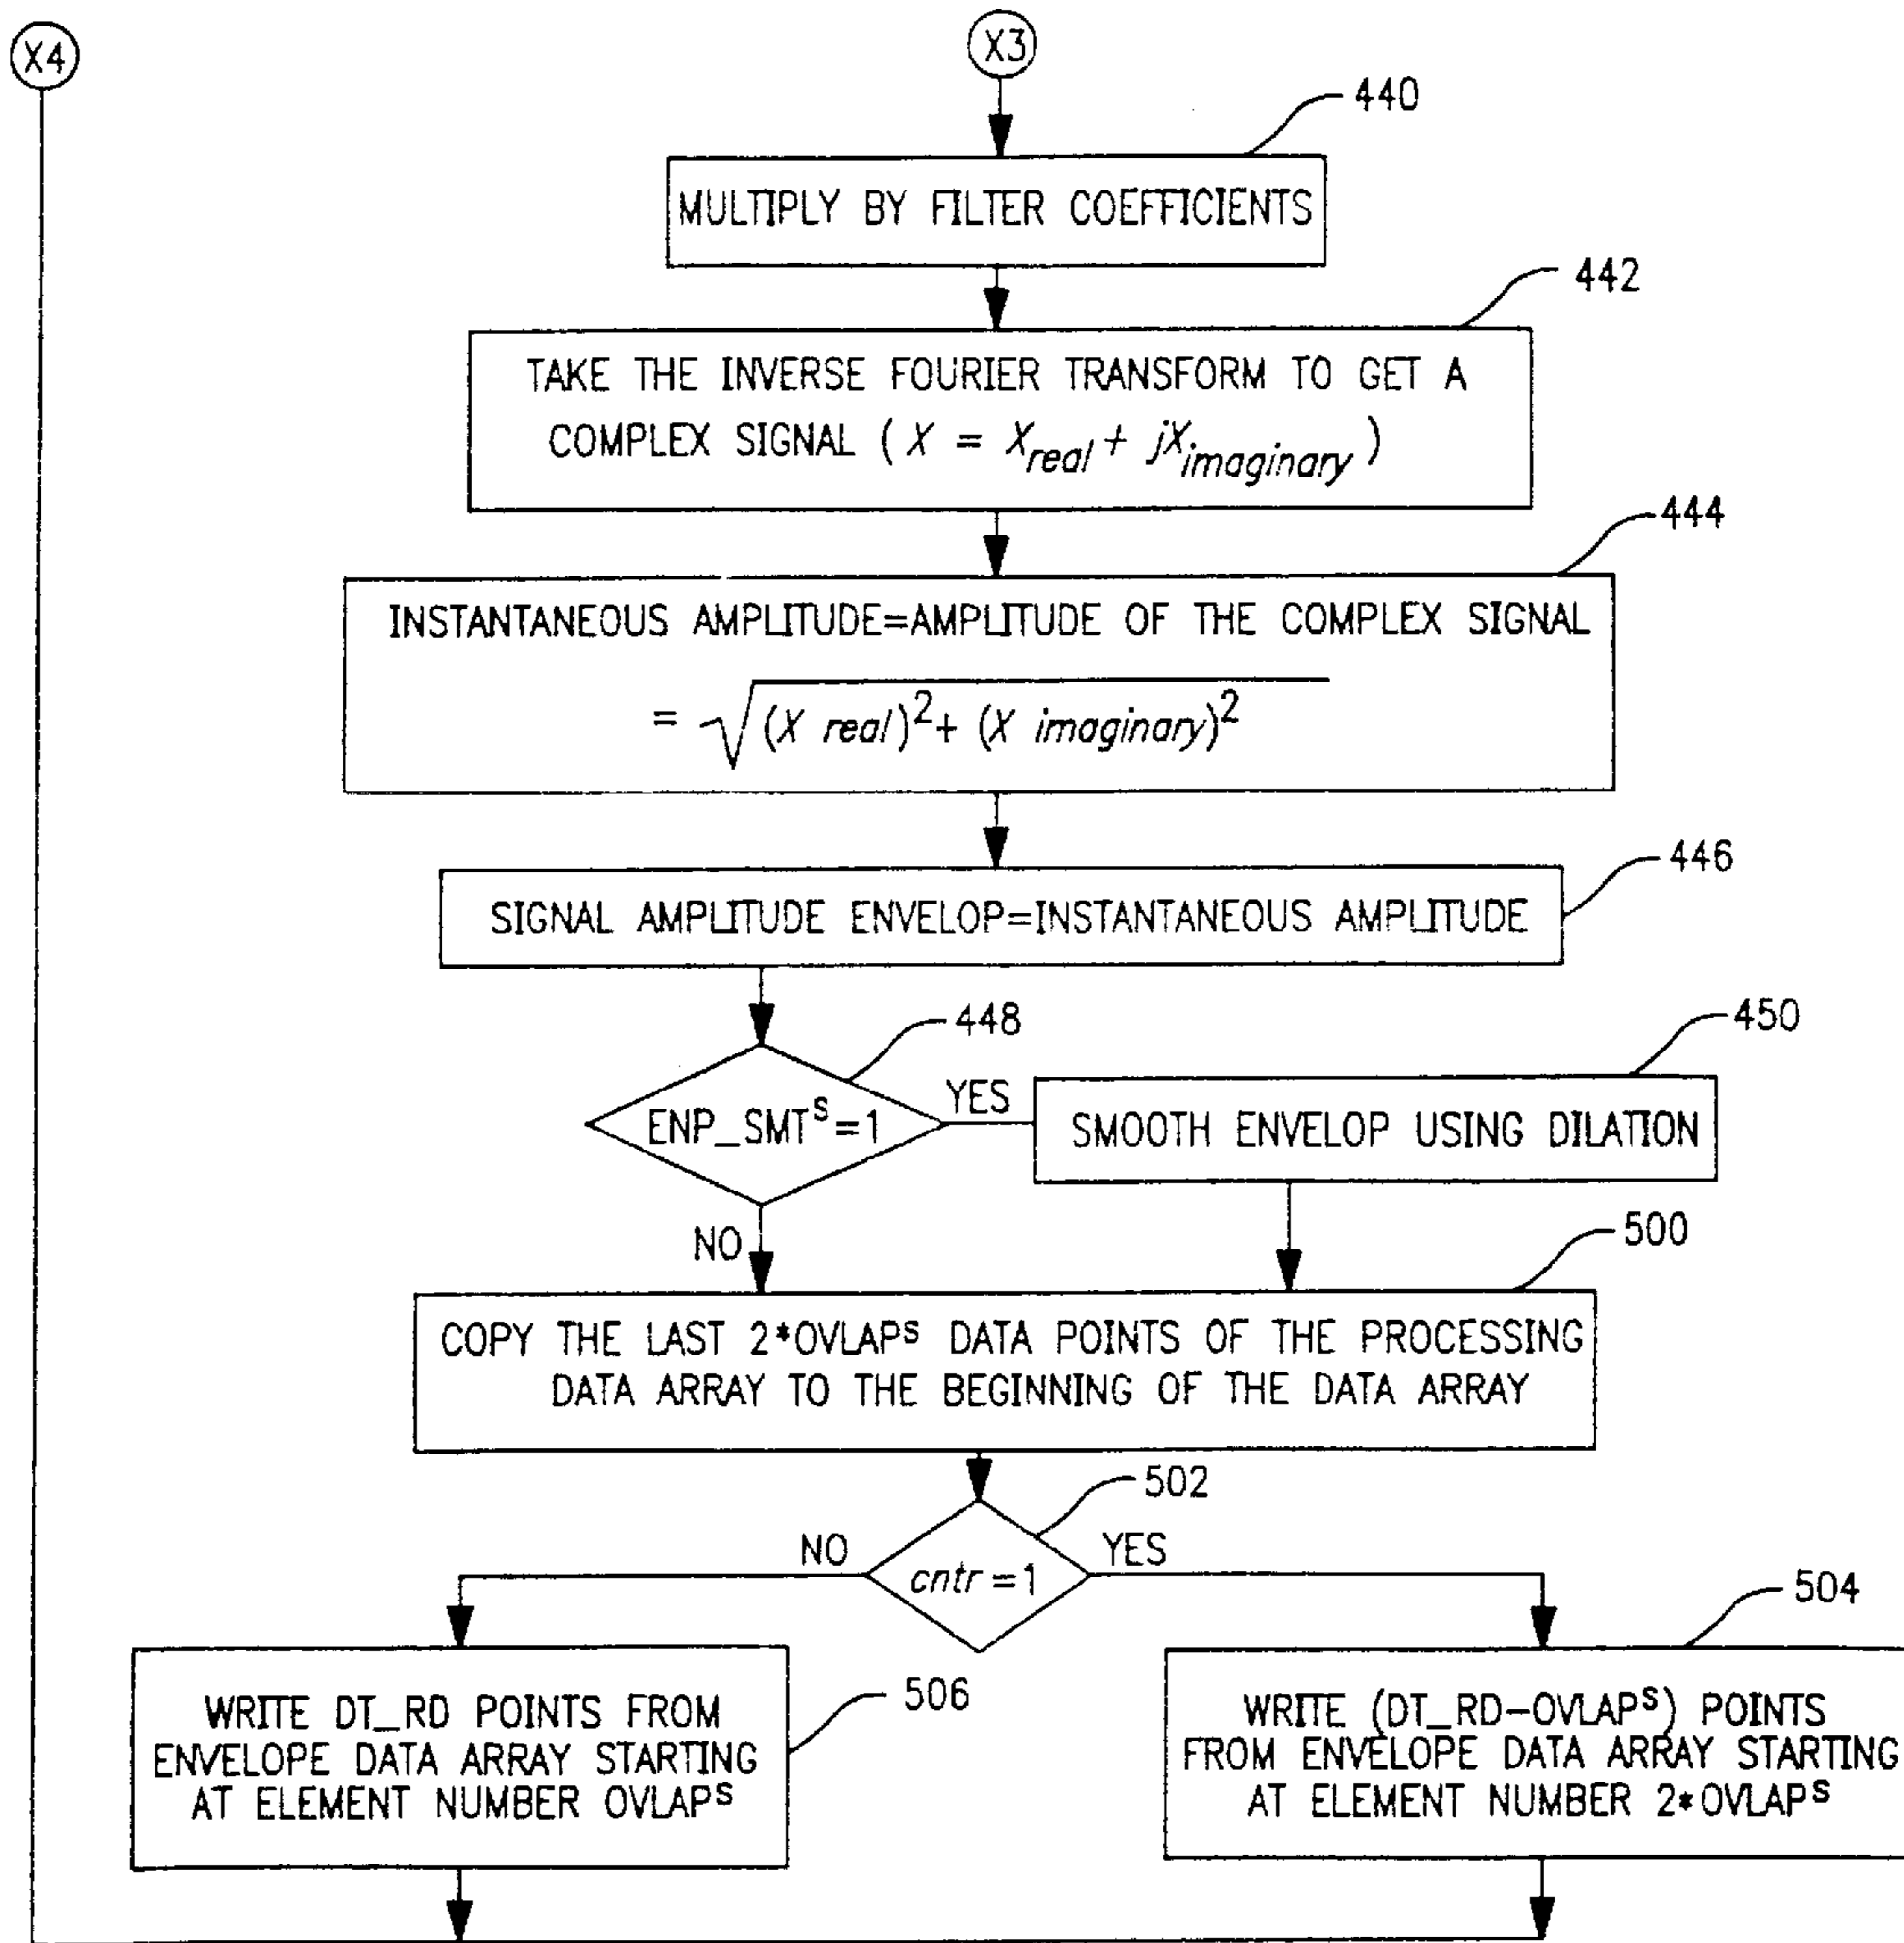 X4
X3
440
MULTIPLY BY FILTER COEFFICIENTS
442
TAKE THE INVERSE FOURIER TRANSFORM TO GET A
COMPLEX SIGNAL ( X = X_real + jX_imaginary )
444
INSTANTANEOUS AMPLITUDE=AMPLITUDE OF THE COMPLEX SIGNAL
= √(X real)² + (X imaginary)²
446
SIGNAL AMPLITUDE ENVELOP=INSTANTANEOUS AMPLITUDE
448
450
ENP_SMTˢ=1
YES
SMOOTH ENVELOP USING DILATION
NO
500
COPY THE LAST 2*OVLAPˢ DATA POINTS OF THE PROCESSING
DATA ARRAY TO THE BEGINNING OF THE DATA ARRAY
502
NO
cntr=1
YES
504
506
WRITE DT_RD POINTS FROM
ENVELOPE DATA ARRAY STARTING
AT ELEMENT NUMBER OVLAPˢ
WRITE (DT_RD-OVLAPˢ) POINTS
FROM ENVELOPE DATA ARRAY STARTING
AT ELEMENT NUMBER 2*OVLAPˢ